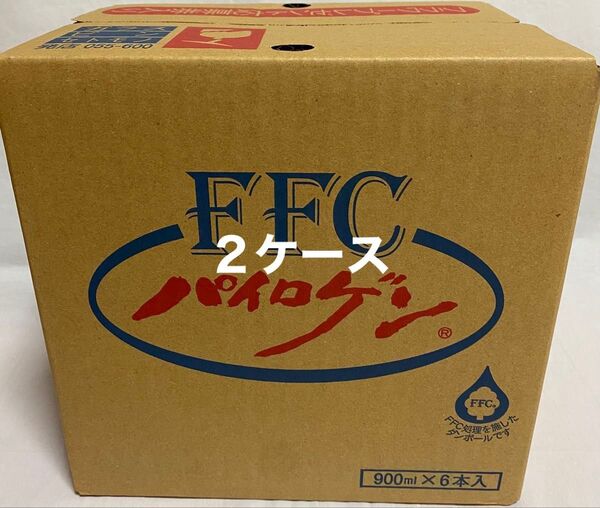 FFC
2ケース
パイロゲン®
FFC®
FFC処理を施した
ダンボールです
900ml×6本入